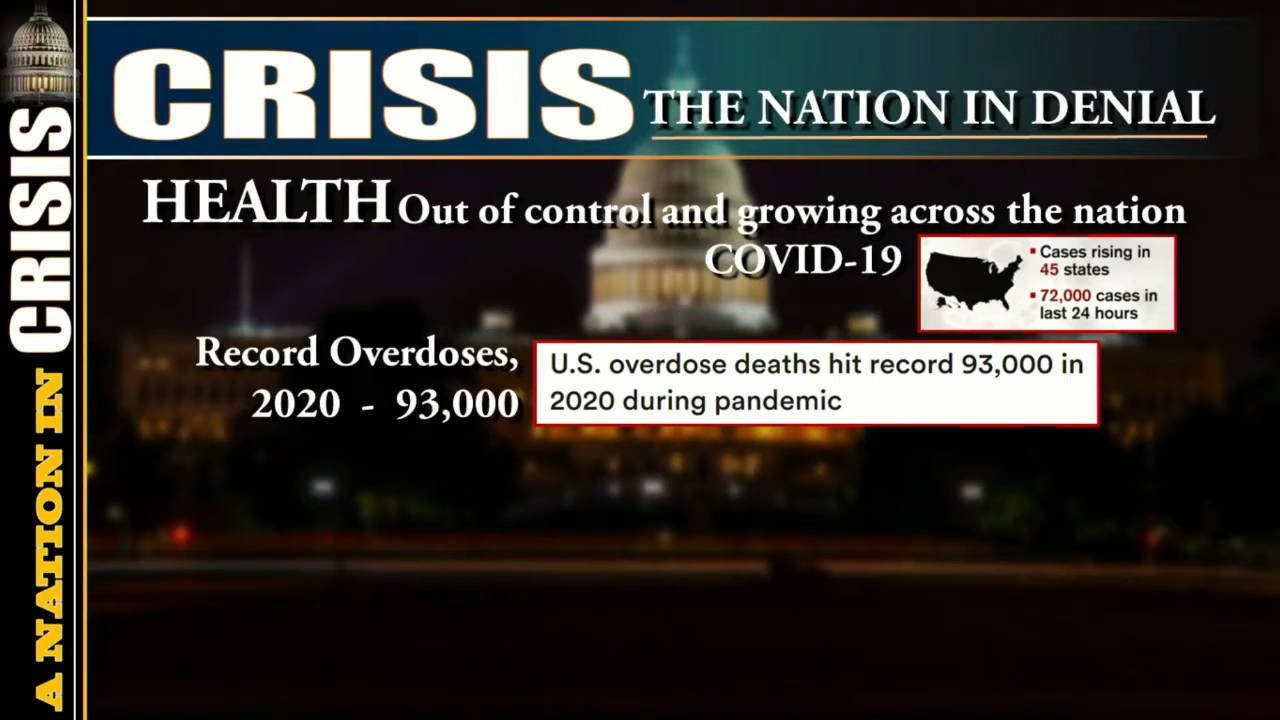 A NATION IN CRISIS
CRISIS THE NATION IN DENIAL
HEALTH Out of control and growing across the nation
COVID-19
▪ Cases rising in
45 states
▪ 72,000 cases in
last 24 hours
Record Overdoses,
2020 - 93,000
U.S. overdose deaths hit record 93,000 in
2020 during pandemic